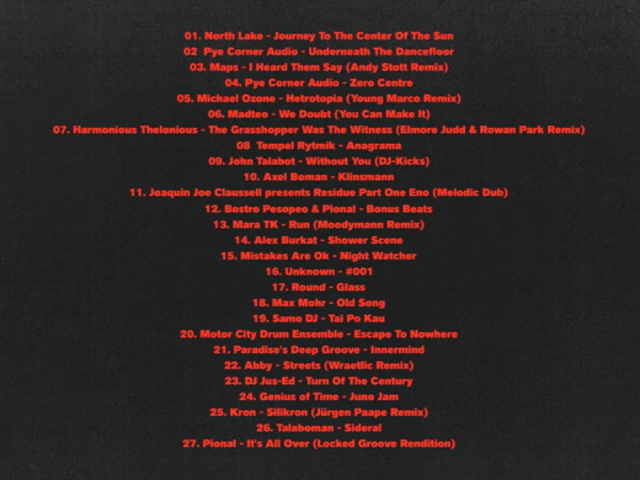 01. North Lake - Journey To The Center Of The Sun
02 Pye Corner Audio - Underneath The Dancefloor
03. Maps - I Heard Them Say (Andy Stott Remix)
04. Pye Corner Audio - Zero Centre
05. Michael Ozone - Hetrotopia (Young Marco Remix)
06. Madteo - We Doubt (You Can Make It)
07. Harmonious Thelonious - The Grasshopper Was The Witness (Elmore Judd & Rowan Park Remix)
08 Tempel Rytmik - Anagrama
09. John Talabot - Without You (DJ-Kicks)
10. Axel Boman - Klinsmann
11. Joaquin Joe Claussell presents Residue Part One Eno (Melodic Dub)
12. Bostro Pesopeo & Pional - Bonus Beats
13. Mara TK - Run (Moodymann Remix)
14. Alex Burkat - Shower Scene
15. Mistakes Are Ok - Night Watcher
16. Unknown - #001
17. Round - Glass
18. Max Mohr - Old Song
19. Samo DJ - Tai Po Kau
20. Motor City Drum Ensemble - Escape To Nowhere
21. Paradise's Deep Groove - Innermind
22. Abby - Streets (Wraetlic Remix)
23. DJ Jus-Ed - Turn Of The Century
24. Genius of Time - Juno Jam
25. Kron - Silikron (Jürgen Paape Remix)
26. Talaboman - Sideral
27. Pional - It's All Over (Locked Groove Rendition)